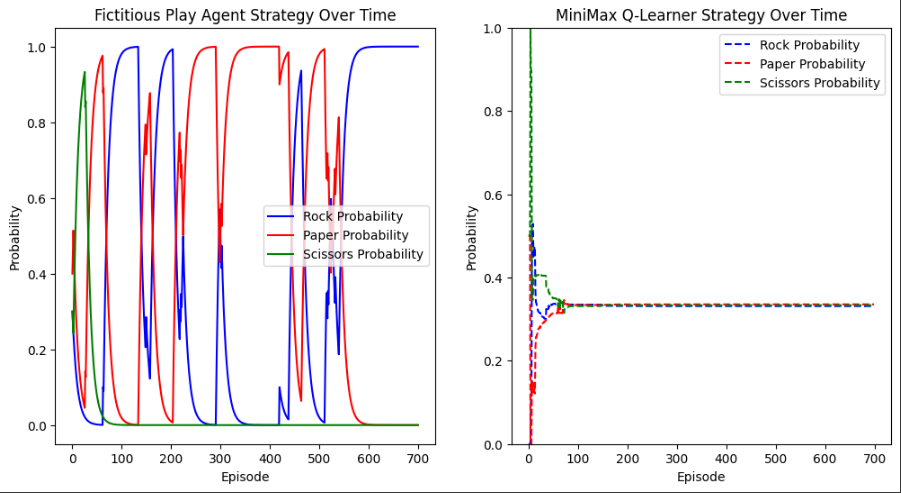 Fictitious Play Agent Strategy Over Time
1.0
0.8
0.6
0.4
0.2
0.0
Probability
Rock Probability
Paper Probability
Scissors Probability
0 100 200 300 400 500 600 700
Episode
MiniMax Q-Learner Strategy Over Time
1.0
0.8
0.6
0.4
0.2
0.0
Probability
Rock Probability
Paper Probability
Scissors Probability
0 100 200 300 400 500 600 700
Episode